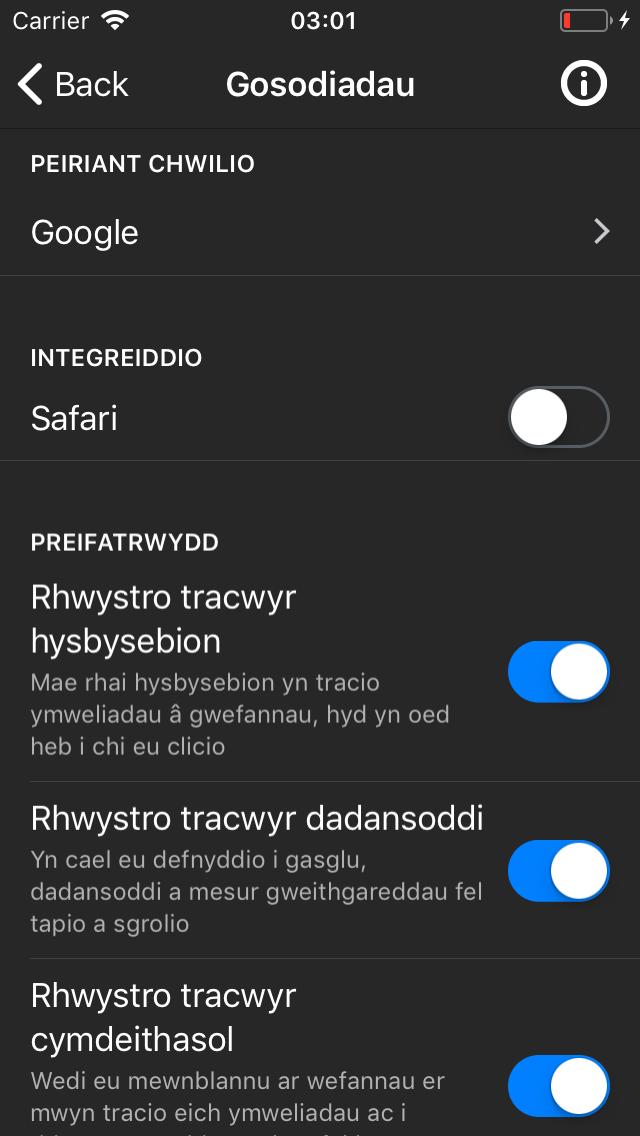 Carrier 03:01
Back Gosodiadau
PEIRIANT CHWILIO
Google
INTEGREIDDIO
Safari
PREIFATRWYDD
Rhwystro tracwyr
hysbysebion
Mae rhai hysbysebion yn tracio
ymweliadau â gwefannau, hyd yn oed
heb i chi eu clicio
Rhwystro tracwyr dadansoddi
Yn cael eu defnyddio i gasglu,
dadansoddi a mesur gweithgareddau fel
tapio a sgrolio
Rhwystro tracwyr
cymdeithasol
Wedi eu mewnblannu ar wefannau er
mwyn tracio eich ymweliadau ac i